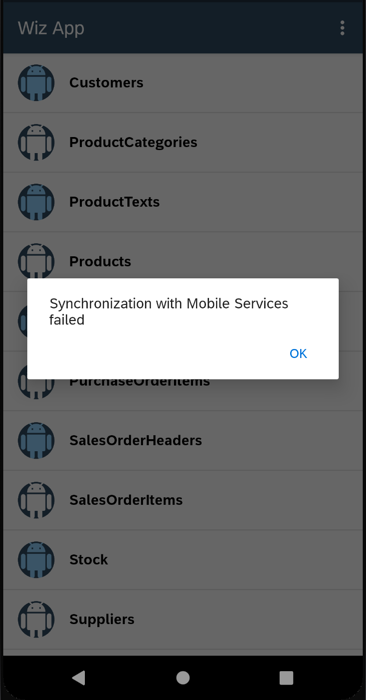 Wiz App
Customers
ProductCategories
ProductTexts
Products
Synchronization with Mobile Services
failed
OK
PurchaseOrderItems
SalesOrderHeaders
SalesOrderItems
Stock
Suppliers